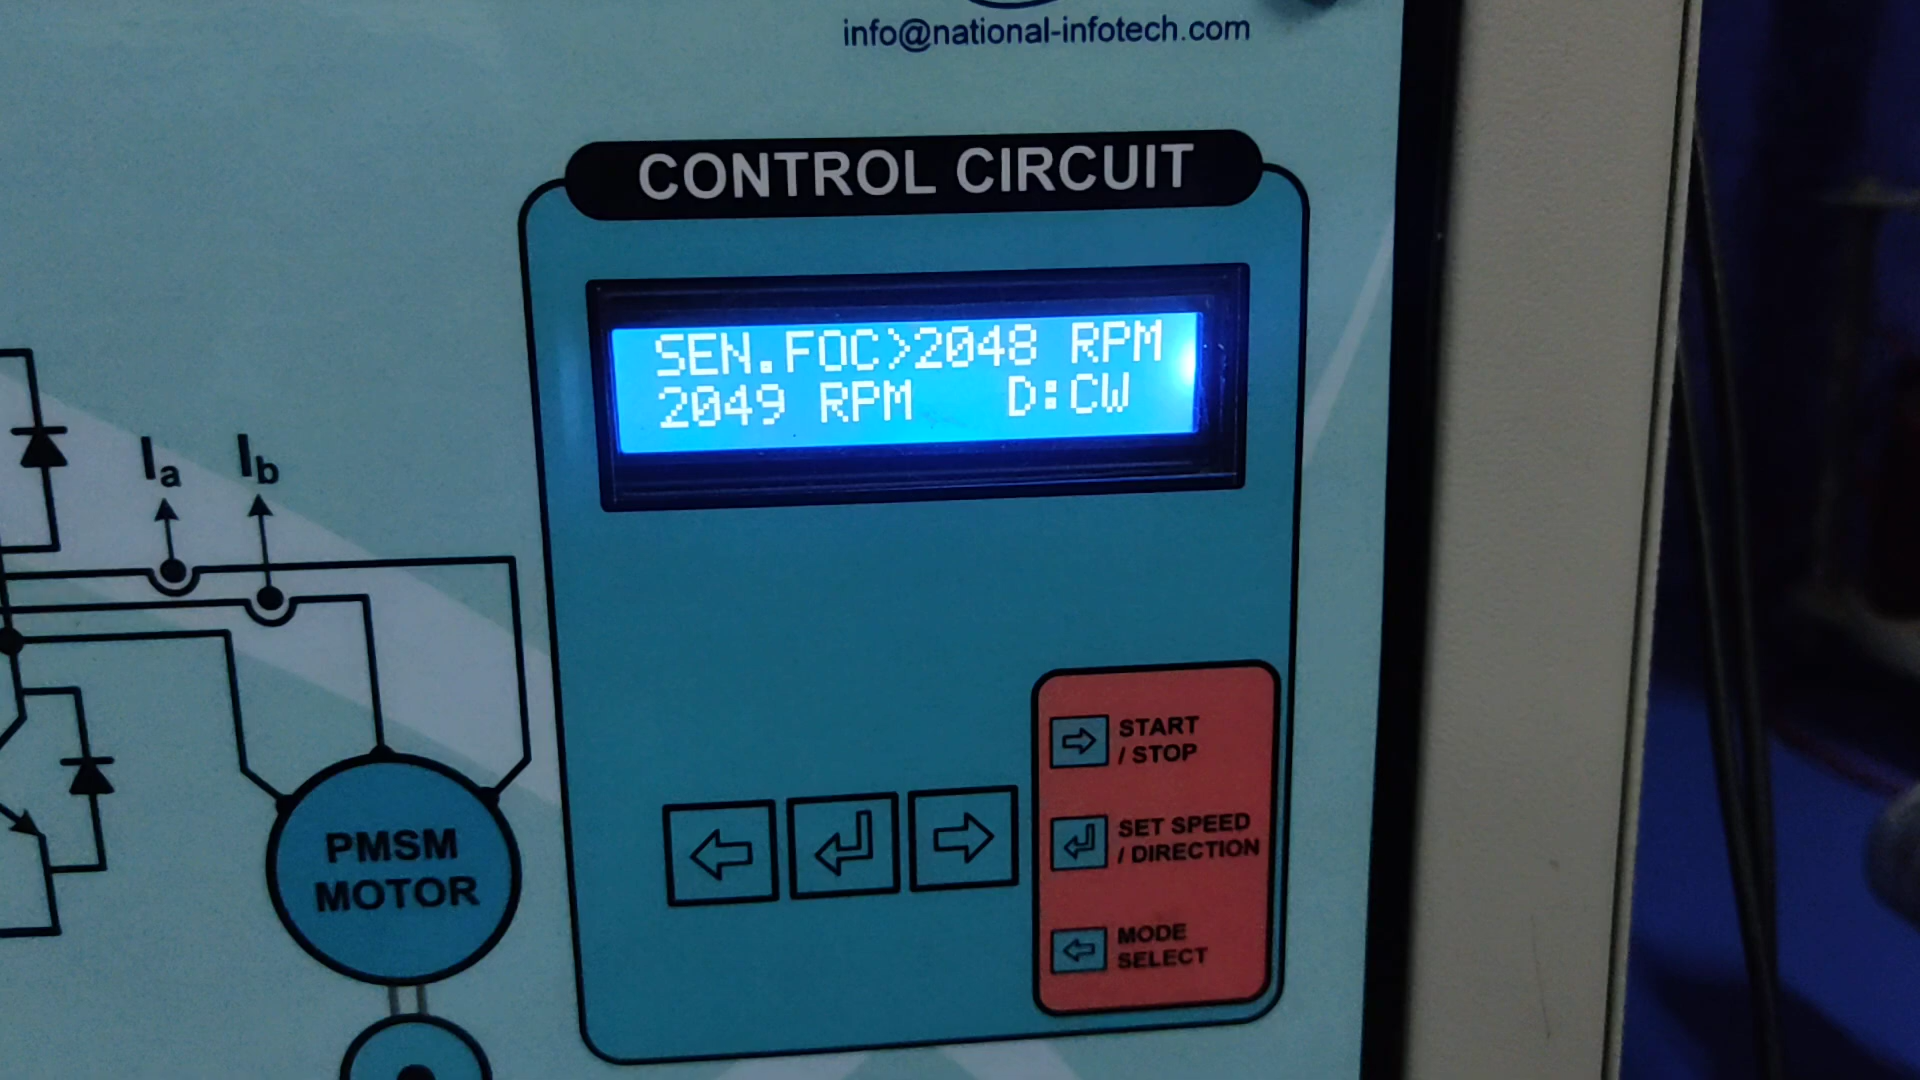 info@national-infotech.com
CONTROL CIRCUIT
SEN.FOC>2048 RPM
2049 RPM D:CW
Ia
Ib
START
/ STOP
SET SPEED
/ DIRECTION
MODE
SELECT
PMSM
MOTOR